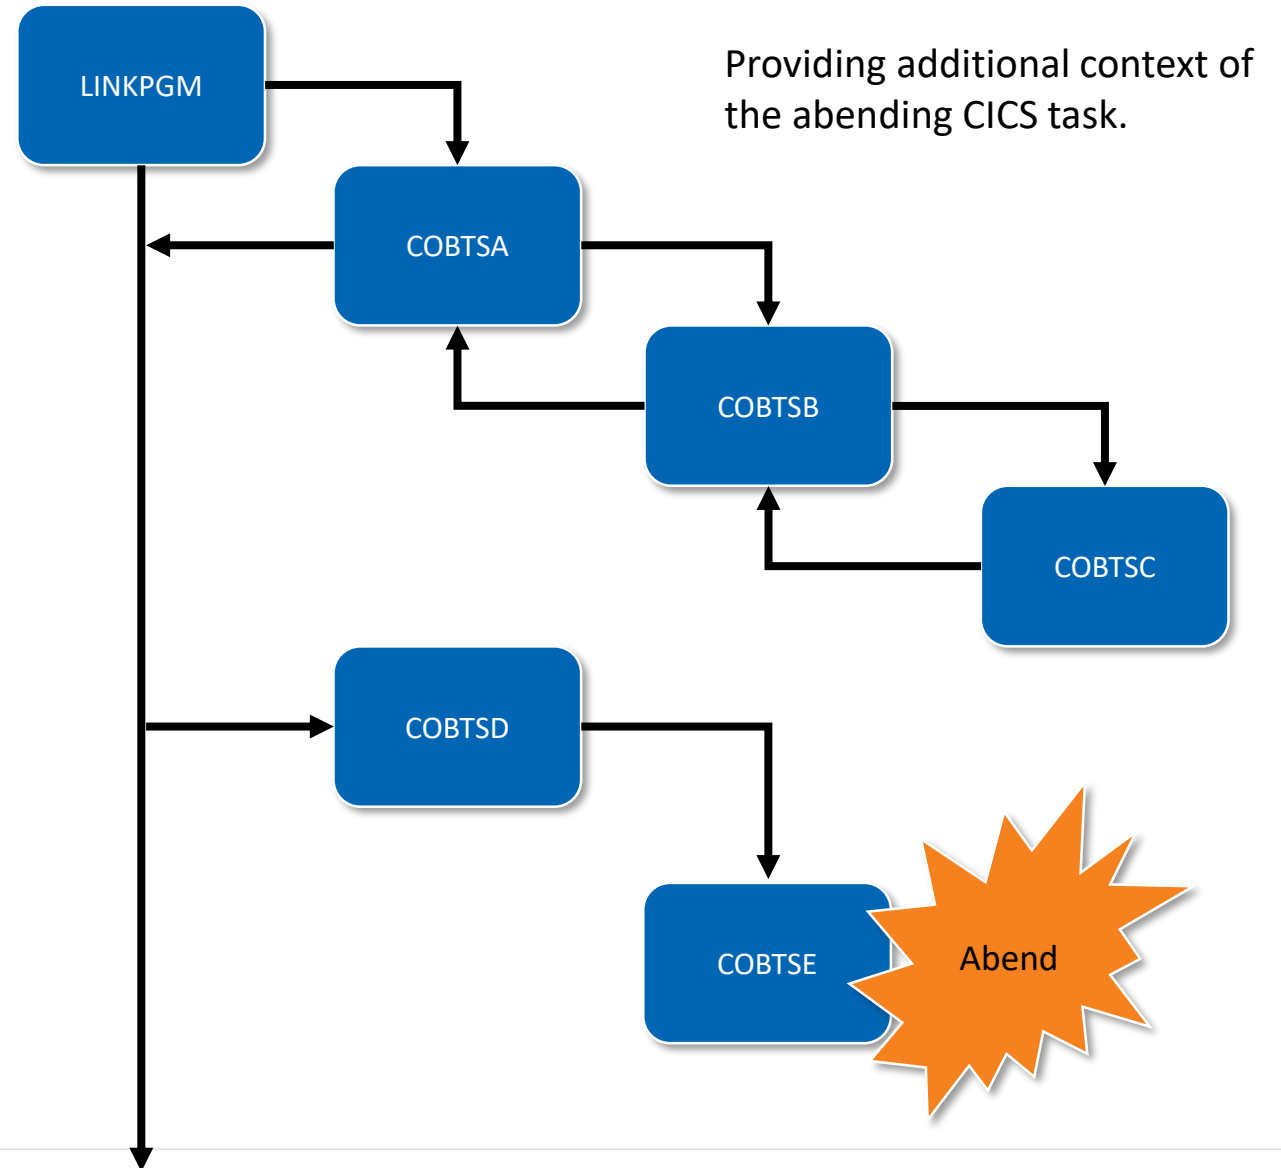 LINKPGM
Providing additional context of
the abending CICS task.
COBTSA
COBTSB
COBTSC
COBTSD
COBTSE
Abend